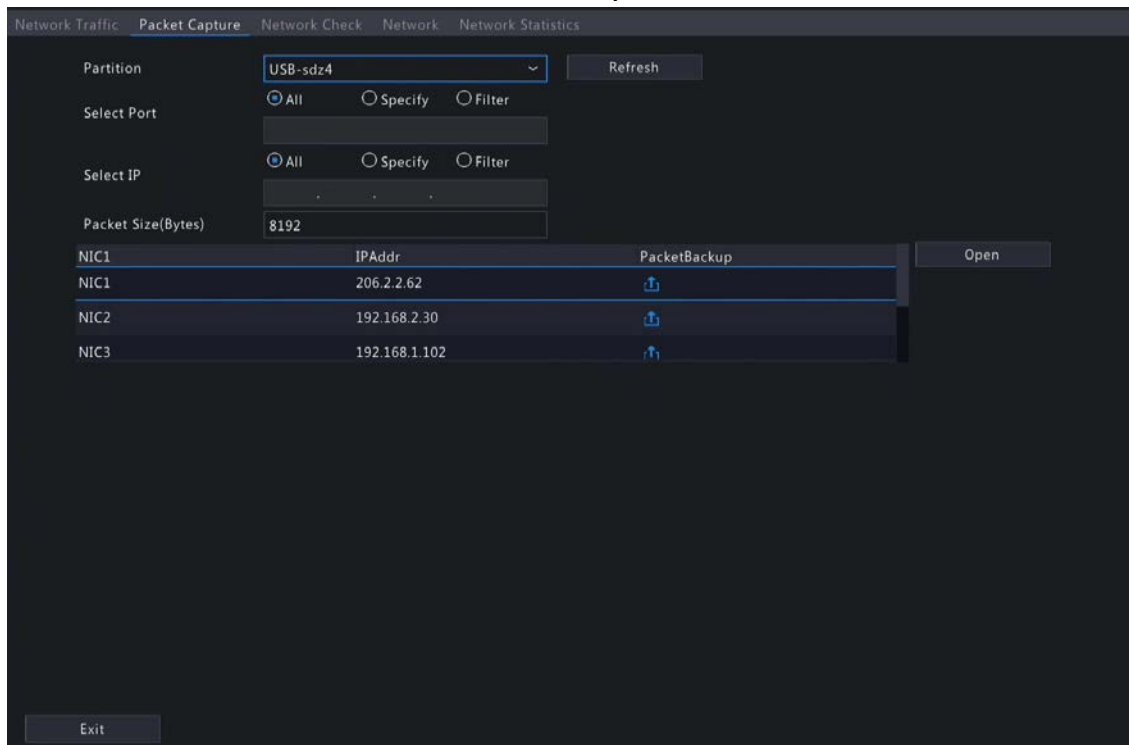 Network Traffic Packet Capture Network Check Network Network Statistics
Partition USB-sdz4 Refresh
All Specify Filter
Select Port
All Specify Filter
Select IP
. . .
Packet Size(Bytes) 8192
NIC1 IPAddr PacketBackup Open
NIC1 206.2.2.62
NIC2 192.168.2.30
NIC3 192.168.1.102
Exit